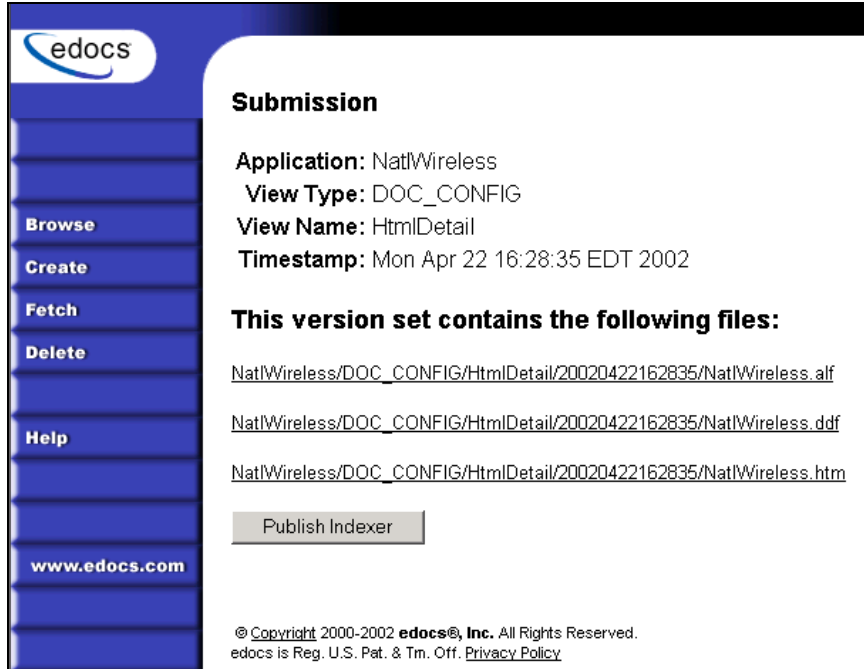 edocs
Browse
Create
Fetch
Delete
Help
www.edocs.com
Submission
Application: NatlWireless
View Type: DOC_CONFIG
View Name: HtmlDetail
Timestamp: Mon Apr 22 16:28:35 EDT 2002
This version set contains the following files:
NatlWireless/DOC_CONFIG/HtmlDetail/20020422162835/NatlWireless.alf
NatlWireless/DOC_CONFIG/HtmlDetail/20020422162835/NatlWireless.ddf
NatlWireless/DOC_CONFIG/HtmlDetail/20020422162835/NatlWireless.htm
Publish Indexer
© Copyright 2000-2002 edocs®, Inc. All Rights Reserved.
edocs is Reg. U.S. Pat. & Tm. Off. Privacy Policy